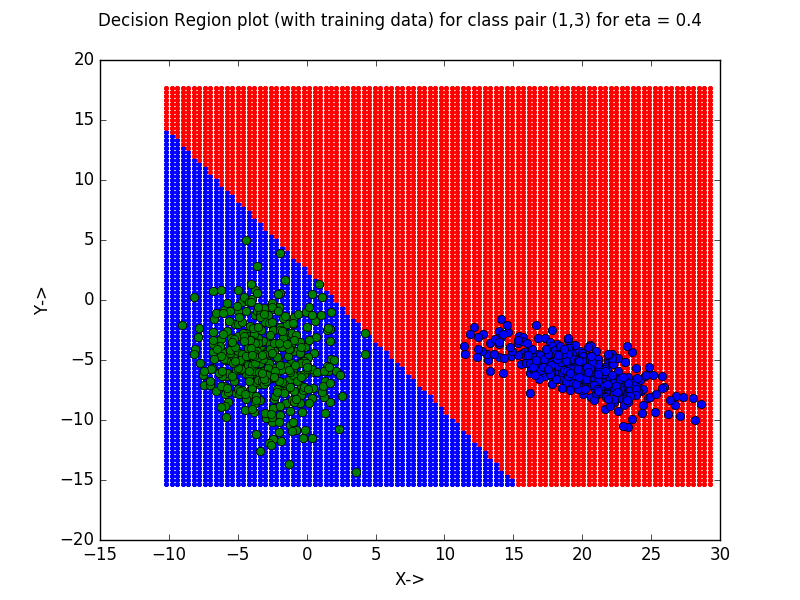 Decision Region plot (with training data) for class pair (1,3) for eta = 0.4
20
15
10
5
0
−5
−10
−15
−20
Y->
−15 −10 −5 0 5 10 15 20 25 30
X->